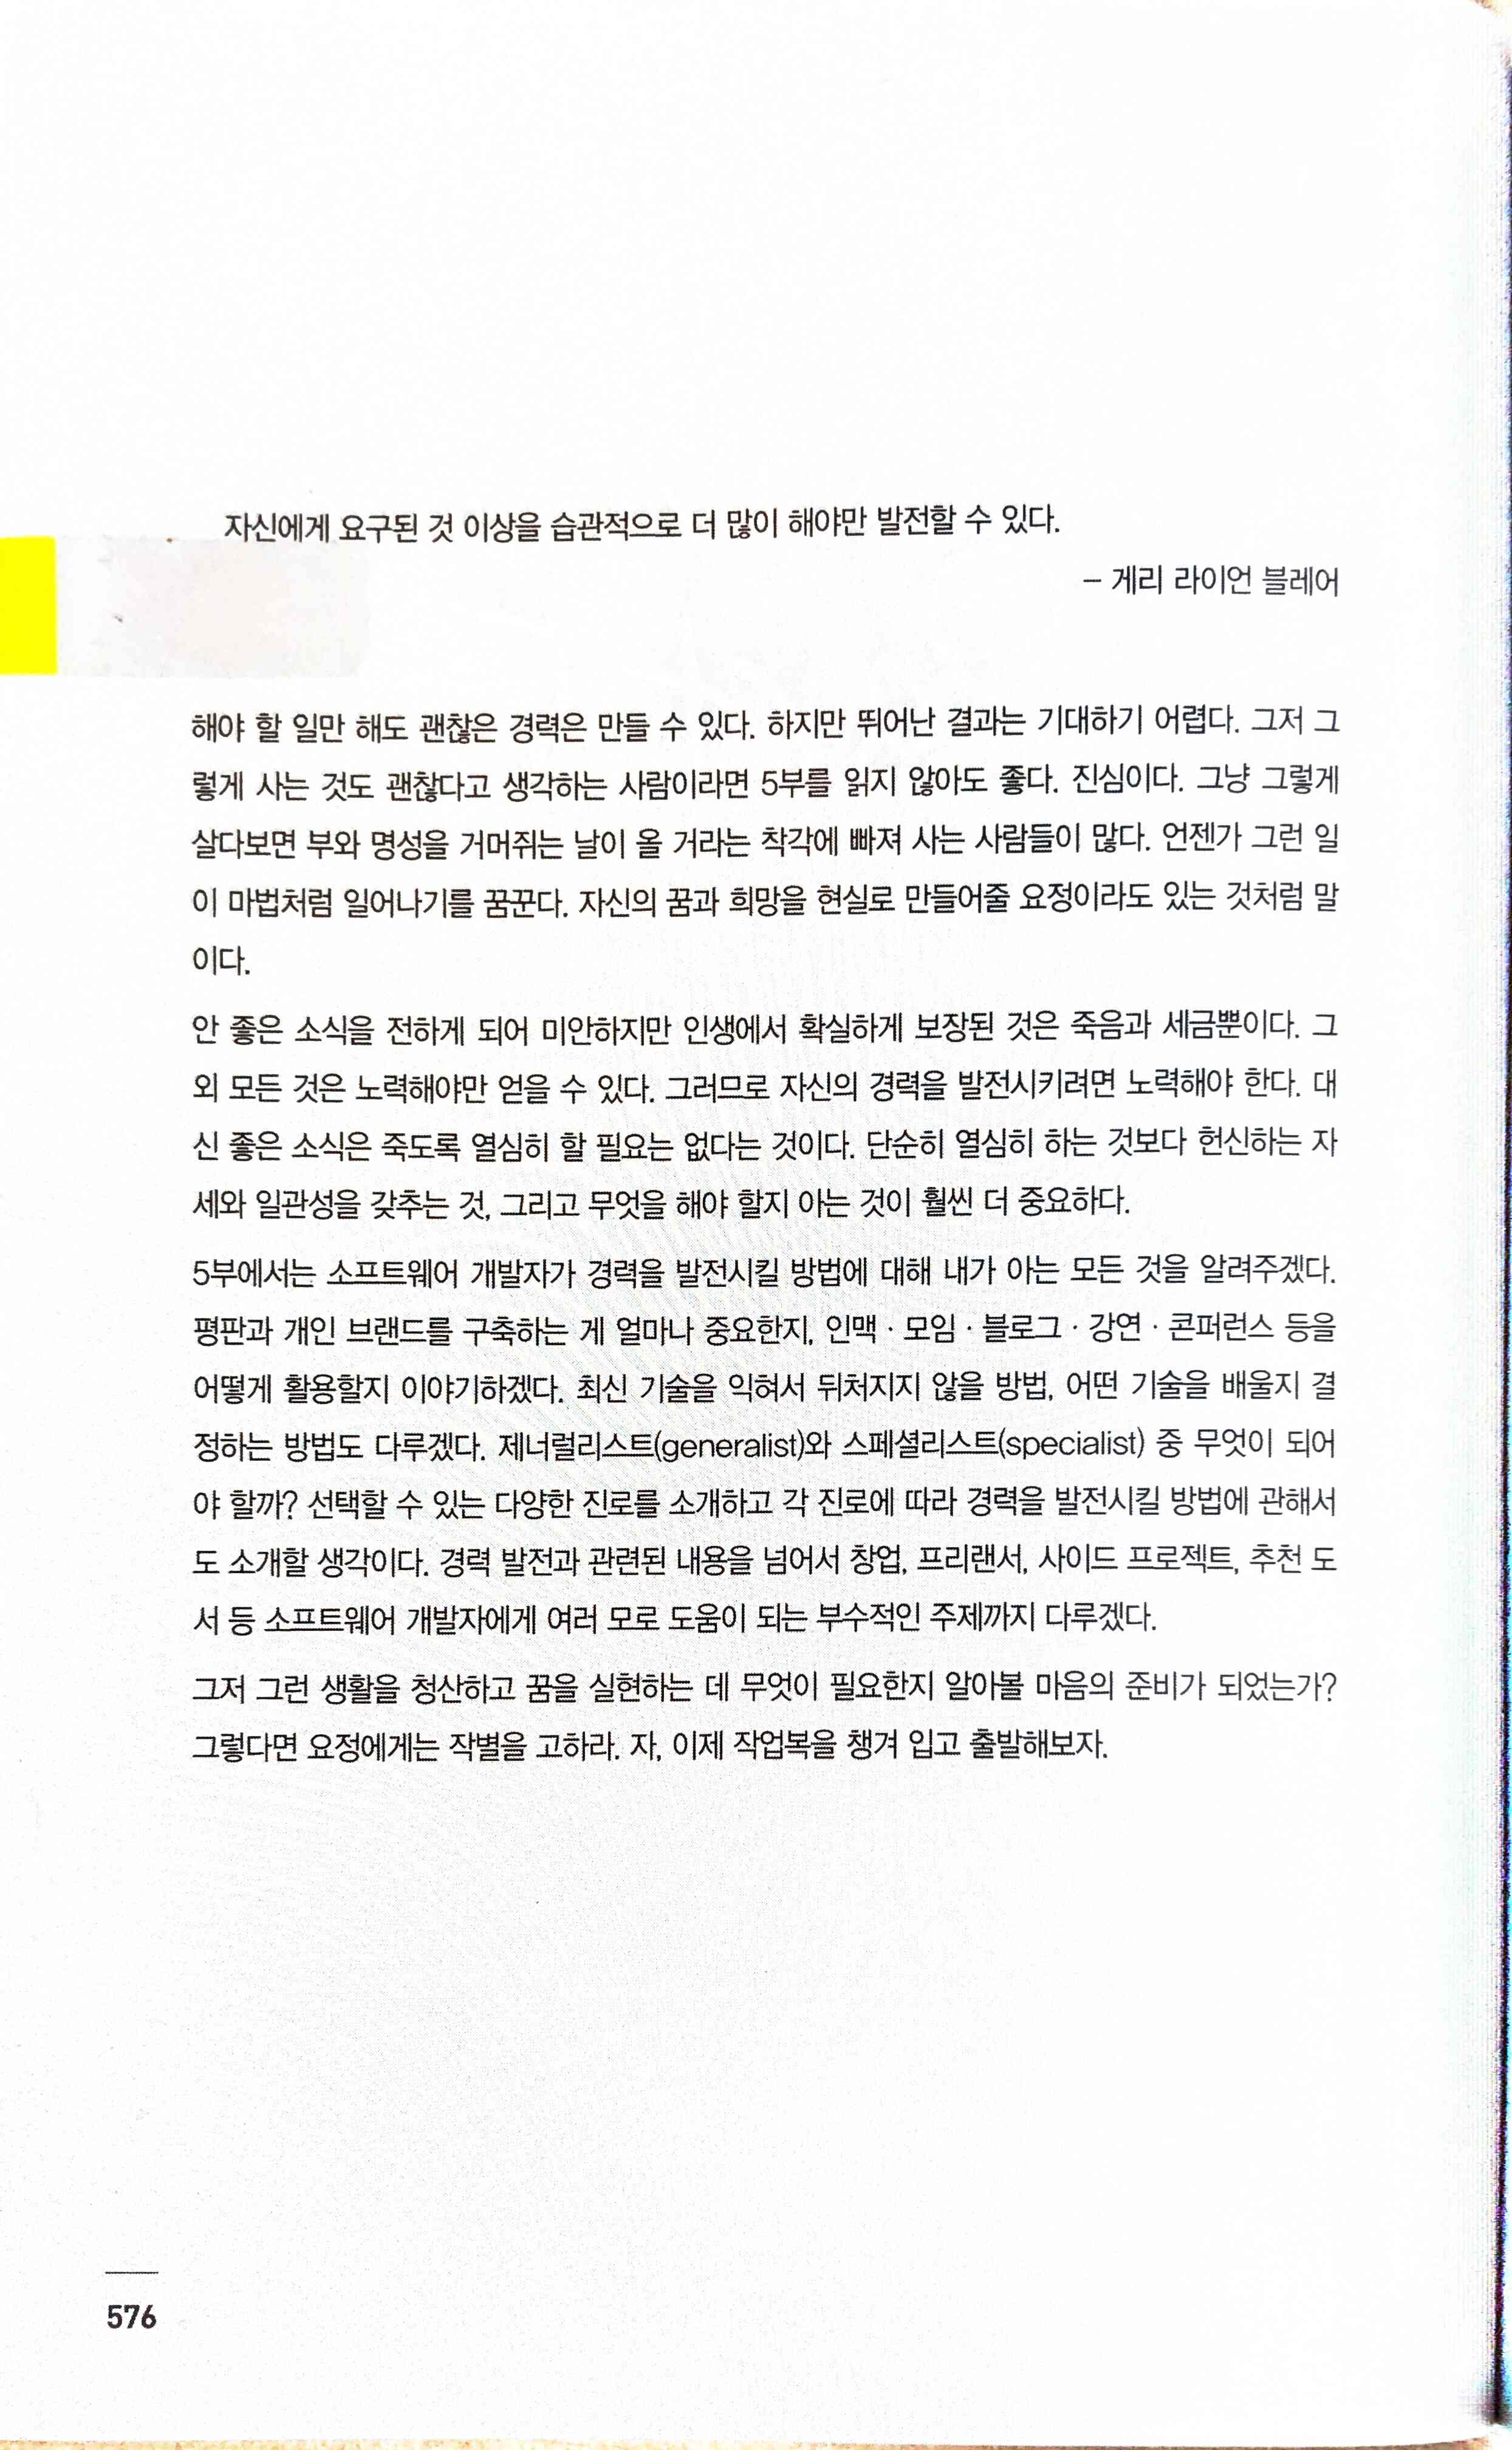 자신에게 요구된 것 이상을 습관적으로 더 많이 해야만 발전할 수 있다.
– 게리 라이언 블레어
해야 할 일만 해도 괜찮은 경력은 만들 수 있다. 하지만 뛰어난 결과는 기대하기 어렵다. 그저 그
렇게 사는 것도 괜찮다고 생각하는 사람이라면 5부를 읽지 않아도 좋다. 진심이다. 그냥 그렇게
살다보면 부와 명성을 거머쥐는 날이 올 거라는 착각에 빠져 사는 사람들이 많다. 언젠가 그런 일
이 마법처럼 일어나기를 꿈꾼다. 자신의 꿈과 희망을 현실로 만들어줄 요정이라도 있는 것처럼 말
이다.
안 좋은 소식을 전하게 되어 미안하지만 인생에서 확실하게 보장된 것은 죽음과 세금뿐이다. 그
외 모든 것은 노력해야만 얻을 수 있다. 그러므로 자신의 경력을 발전시키려면 노력해야 한다. 대
신 좋은 소식은 죽도록 열심히 할 필요는 없다는 것이다. 단순히 열심히 하는 것보다 헌신하는 자
세와 일관성을 갖추는 것, 그리고 무엇을 해야 할지 아는 것이 훨씬 더 중요하다.
5부에서는 소프트웨어 개발자가 경력을 발전시킬 방법에 대해 내가 아는 모든 것을 알려주겠다.
평판과 개인 브랜드를 구축하는 게 얼마나 중요한지, 인맥 · 모임 · 블로그 · 강연 · 콘퍼런스 등을
어떻게 활용할지 이야기하겠다. 최신 기술을 익혀서 뒤처지지 않을 방법, 어떤 기술을 배울지 결
정하는 방법도 다루겠다. 제너럴리스트(generalist)와 스페셜리스트(specialist) 중 무엇이 되어
야 할까? 선택할 수 있는 다양한 진로를 소개하고 각 진로에 따라 경력을 발전시킬 방법에 관해서
도 소개할 생각이다. 경력 발전과 관련된 내용을 넘어서 창업, 프리랜서, 사이드 프로젝트, 추천 도
서 등 소프트웨어 개발자에게 여러 모로 도움이 되는 부수적인 주제까지 다루겠다.
그저 그런 생활을 청산하고 꿈을 실현하는 데 무엇이 필요한지 알아볼 마음의 준비가 되었는가?
그렇다면 요정에게는 작별을 고하라. 자, 이제 작업복을 챙겨 입고 출발해보자.
576